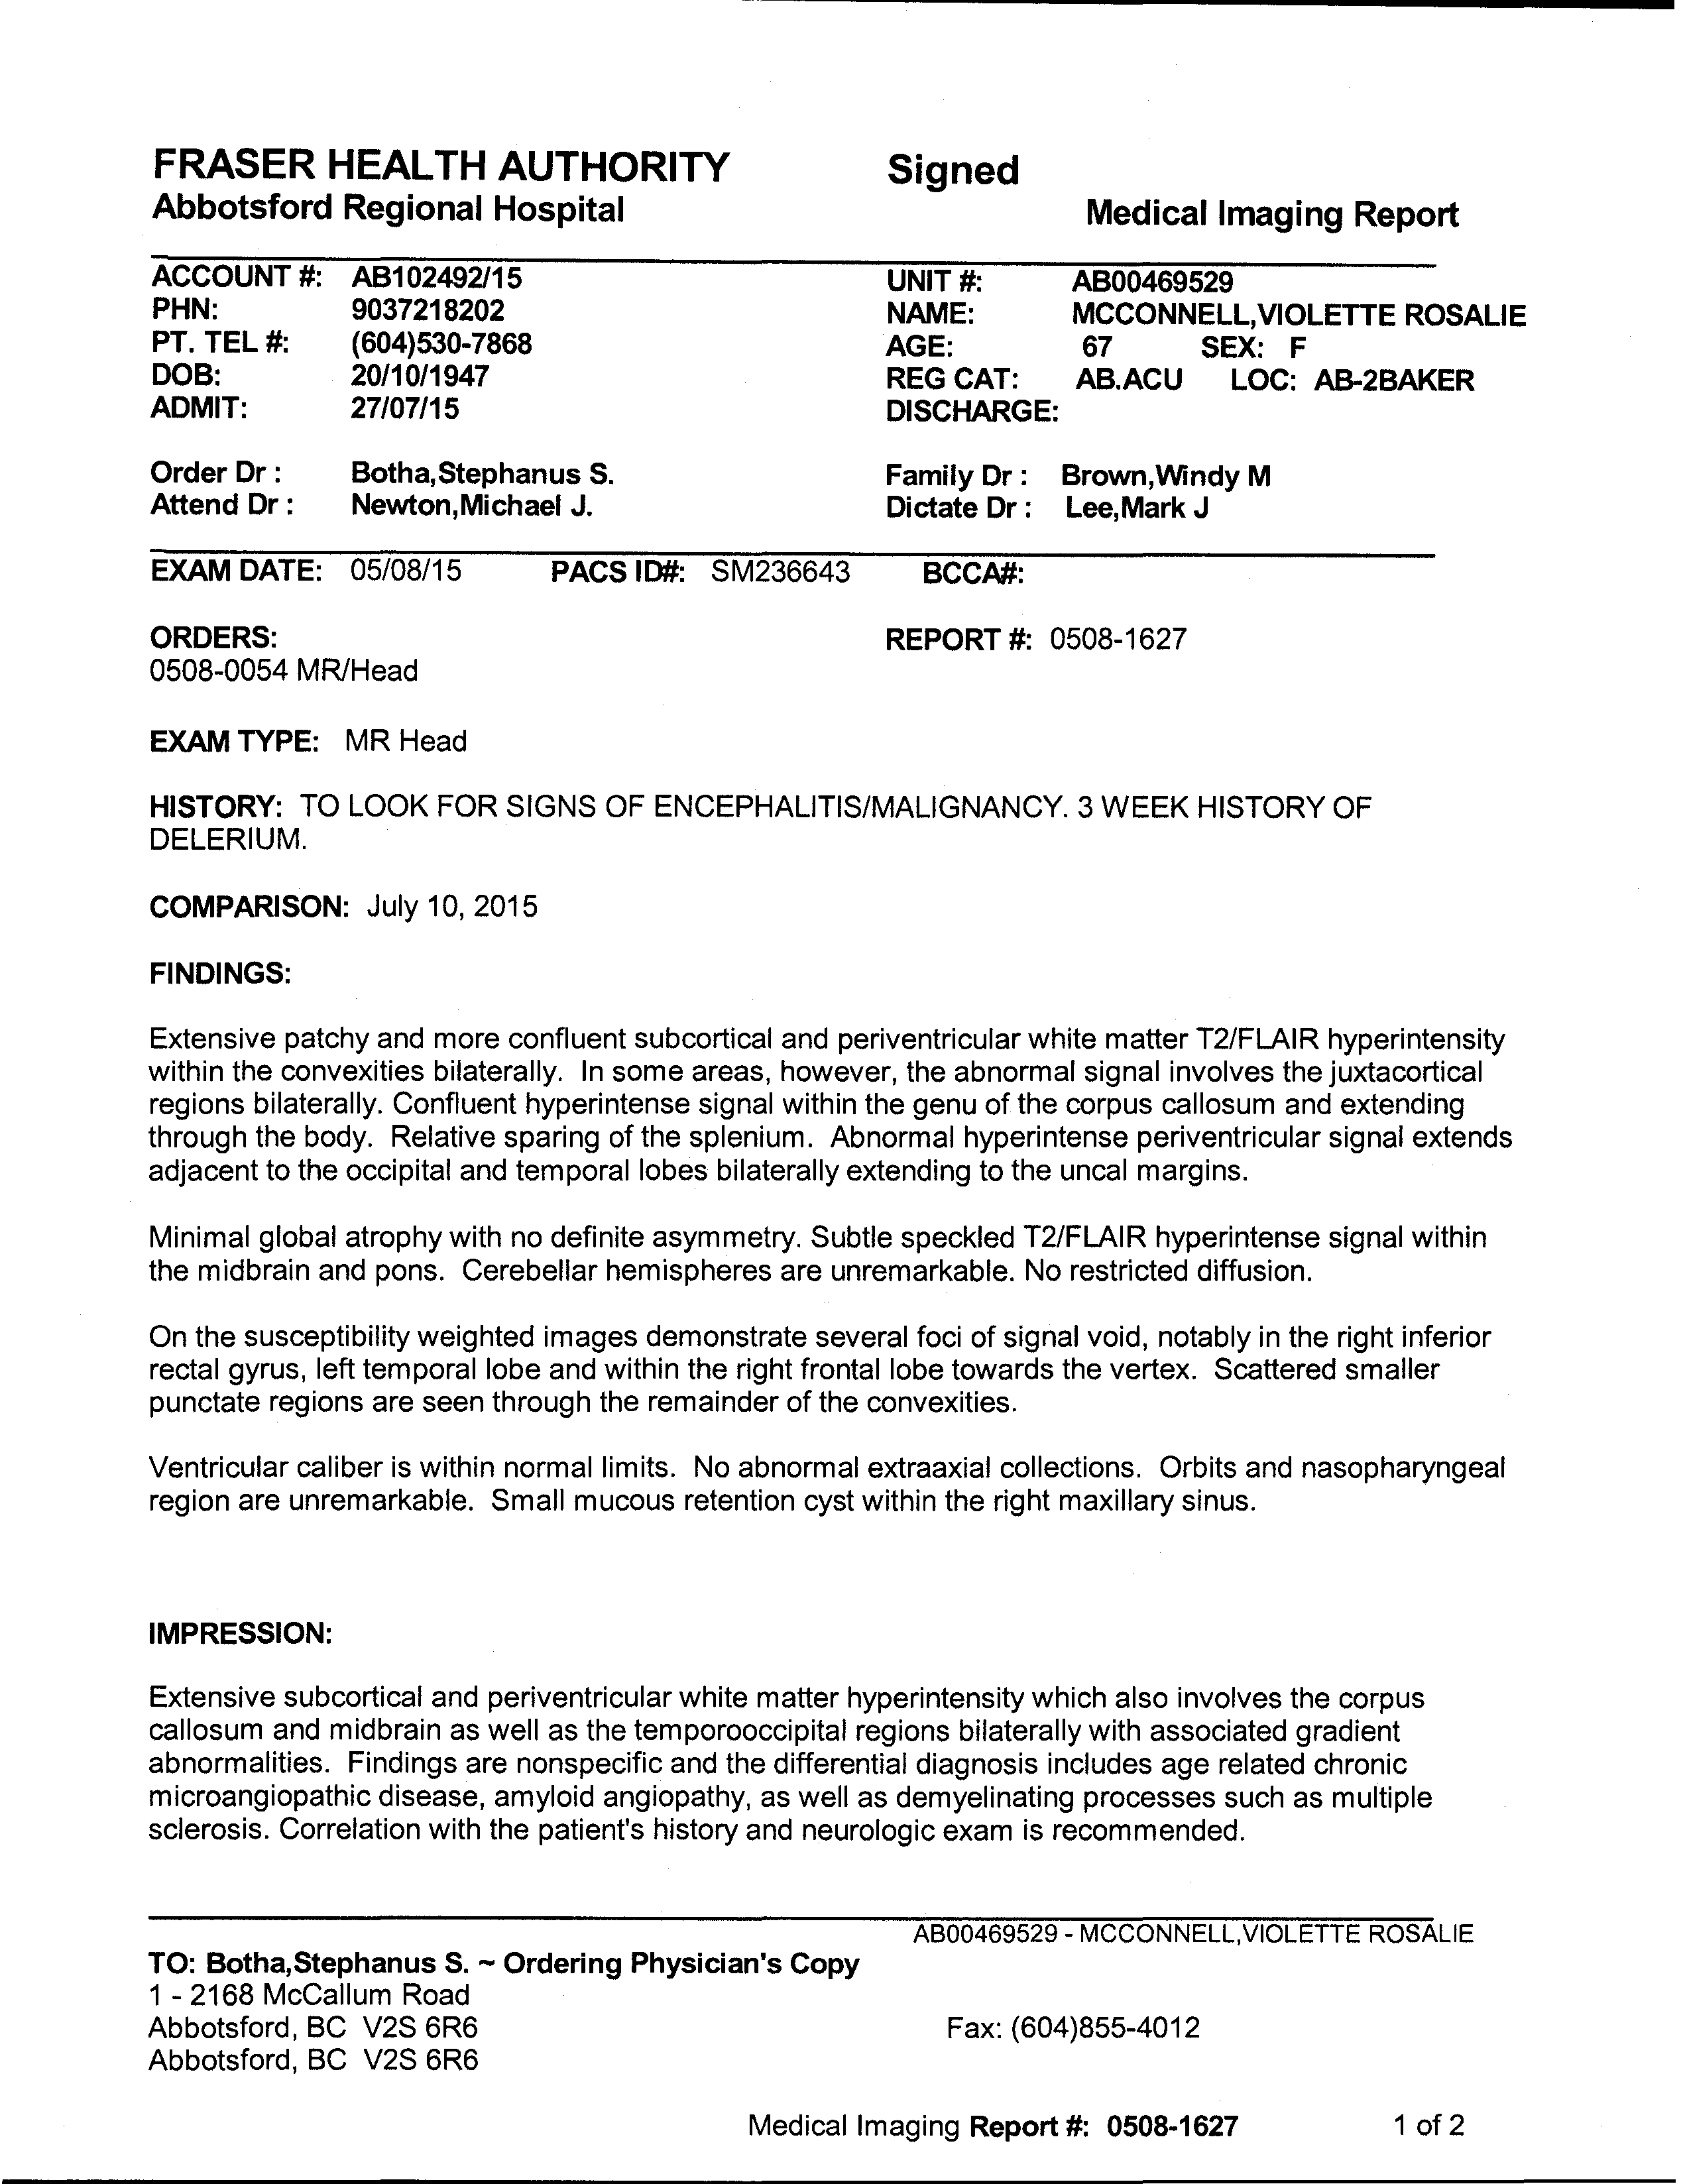 FRASER HEALTH AUTHORITY Signed
Abbotsford Regional Hospital Medical Imaging Report
ACCOUNT #: AB102492/15 UNIT #: AB00469529
PHN: 9037218202 NAME: MCCONNELL,VIOLETTE ROSALIE
PT. TEL #: (604)530-7868 AGE: 67 SEX: F
DOB: 20/10/1947 REG CAT: AB.ACU LOC: AB-2BAKER
ADMIT: 27/07/15 DISCHARGE:
Order Dr : Botha,Stephanus S. Family Dr : Brown,Windy M
Attend Dr : Newton,Michael J. Dictate Dr : Lee,Mark J
EXAM DATE: 05/08/15 PACS ID#: SM236643 BCCA#:
ORDERS: REPORT #: 0508-1627
0508-0054 MR/Head
EXAM TYPE: MR Head
HISTORY: TO LOOK FOR SIGNS OF ENCEPHALITIS/MALIGNANCY. 3 WEEK HISTORY OF
DELERIUM.
COMPARISON: July 10, 2015
FINDINGS:
Extensive patchy and more confluent subcortical and periventricular white matter T2/FLAIR hyperintensity
within the convexities bilaterally. In some areas, however, the abnormal signal involves the juxtacortical
regions bilaterally. Confluent hyperintense signal within the genu of the corpus callosum and extending
through the body. Relative sparing of the splenium. Abnormal hyperintense periventricular signal extends
adjacent to the occipital and temporal lobes bilaterally extending to the uncal margins.
Minimal global atrophy with no definite asymmetry. Subtle speckled T2/FLAIR hyperintense signal within
the midbrain and pons. Cerebellar hemispheres are unremarkable. No restricted diffusion.
On the susceptibility weighted images demonstrate several foci of signal void, notably in the right inferior
rectal gyrus, left temporal lobe and within the right frontal lobe towards the vertex. Scattered smaller
punctate regions are seen through the remainder of the convexities.
Ventricular caliber is within normal limits. No abnormal extraaxial collections. Orbits and nasopharyngeal
region are unremarkable. Small mucous retention cyst within the right maxillary sinus.
IMPRESSION:
Extensive subcortical and periventricular white matter hyperintensity which also involves the corpus
callosum and midbrain as well as the temporooccipital regions bilaterally with associated gradient
abnormalities. Findings are nonspecific and the differential diagnosis includes age related chronic
microangiopathic disease, amyloid angiopathy, as well as demyelinating processes such as multiple
sclerosis. Correlation with the patient's history and neurologic exam is recommended.
AB00469529 - MCCONNELL,VIOLETTE ROSALIE
TO: Botha,Stephanus S. ~ Ordering Physician's Copy
1 - 2168 McCallum Road
Abbotsford, BC V2S 6R6 Fax: (604)855-4012
Abbotsford, BC V2S 6R6
Medical Imaging Report #: 0508-1627 1 of 2